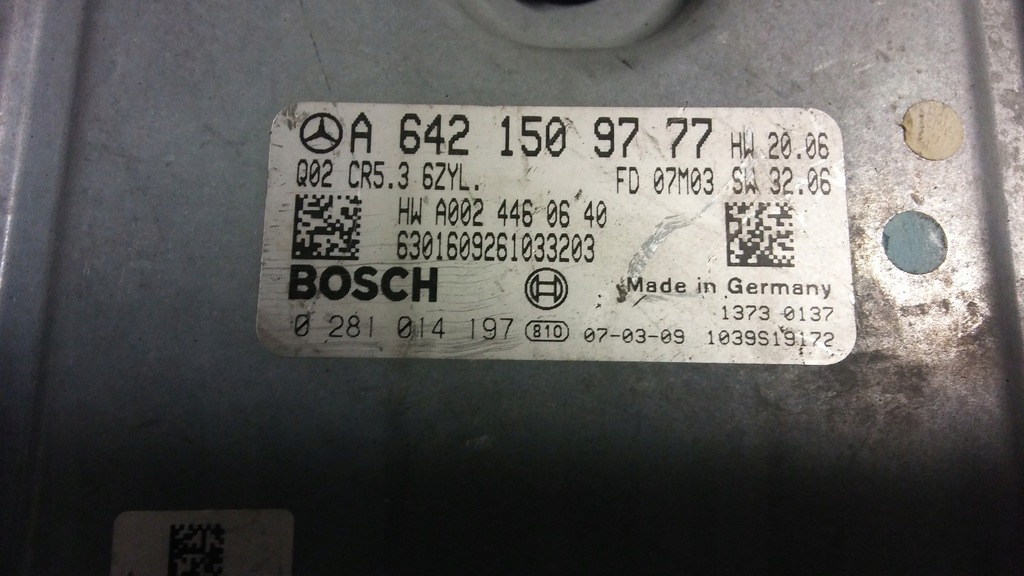 A 642 150 97 77 HW 20.06
Q02 CR5.3 6ZYL. FD 07M03 SW 32.06
HW A002 446 06 40
6301609261033203
BOSCH Made in Germany
1373 0137
0 281 014 197 810 07-03-09 1039S19172